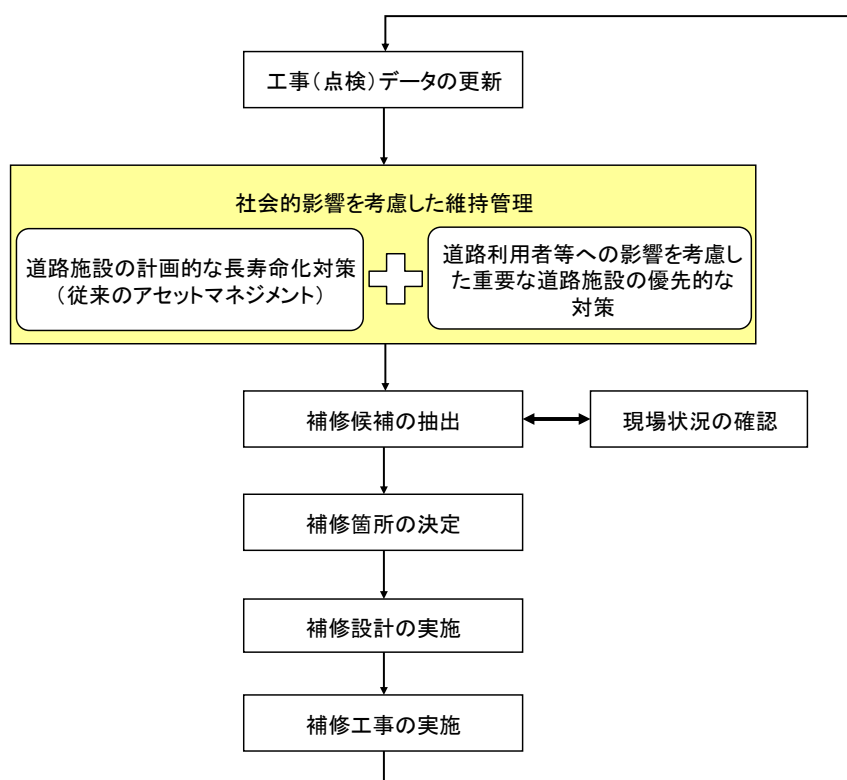 工事（点検）データの更新
社会的影響を考慮した維持管理
道路施設の計画的な長寿命化対策
（従来のアセットマネジメント）
道路利用者等への影響を考慮し
た重要な道路施設の優先的な
対策
補修候補の抽出
現場状況の確認
補修箇所の決定
補修設計の実施
補修工事の実施